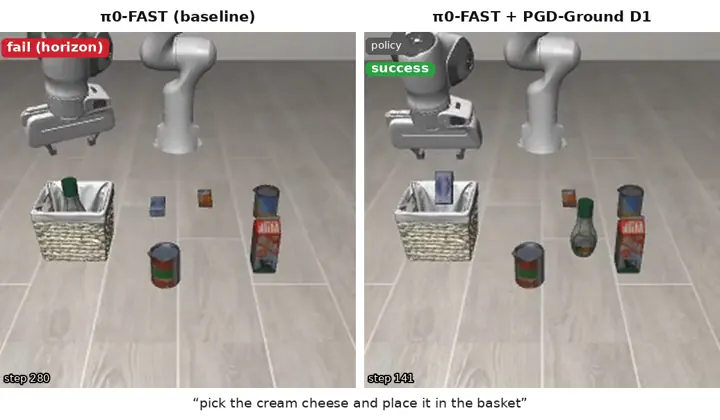 π0-FAST (baseline)
π0-FAST + PGD-Ground D1
fail (horizon)
policy
success
step 280
step 141
“pick the cream cheese and place it in the basket”